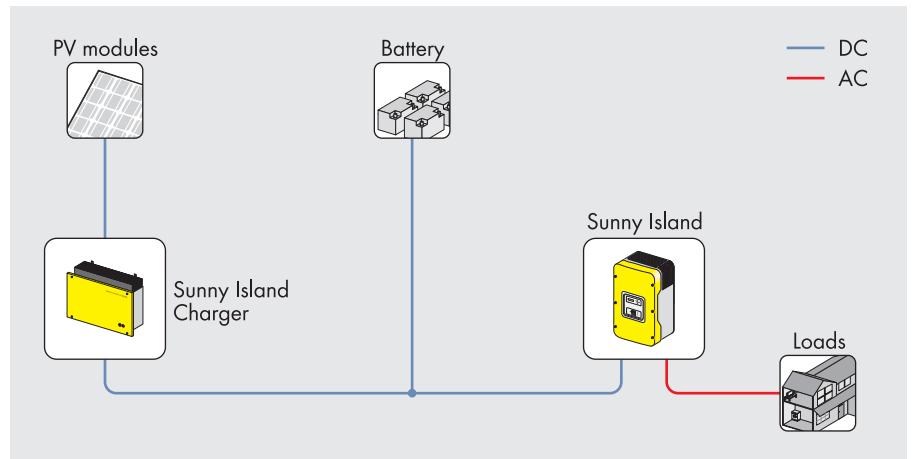 PV modules
Battery
DC
AC
Sunny Island
Sunny Island
Charger
Loads